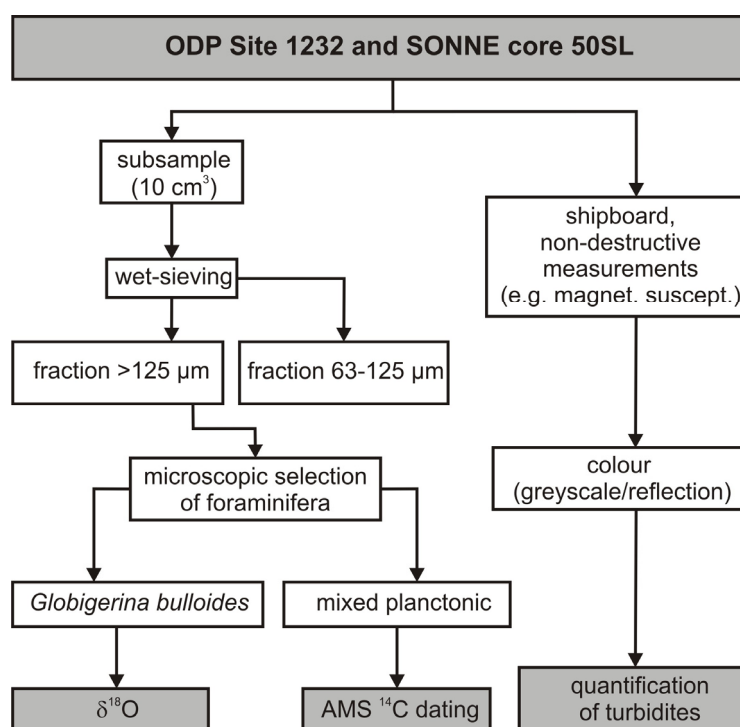 ODP Site 1232 and SONNE core 50SL
subsample
(10 cm³)
shipboard,
non-destructive
measurements
(e.g. magnet. suscept.)
wet-sieving
fraction >125 µm
fraction 63-125 µm
microscopic selection
of foraminifera
colour
(greyscale/reflection)
Globigerina bulloides
mixed planctonic
δ¹⁸O
AMS ¹⁴C dating
quantification
of turbidites